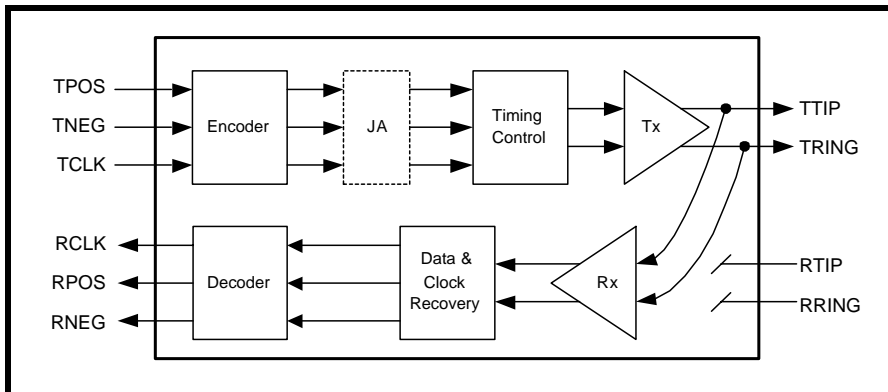 TPOS
TNEG
TCLK
Encoder
JA
Timing
Control
Tx
TTIP
TRING
RCLK
RPOS
RNEG
Decoder
Data &
Clock
Recovery
Rx
RTIP
RRING